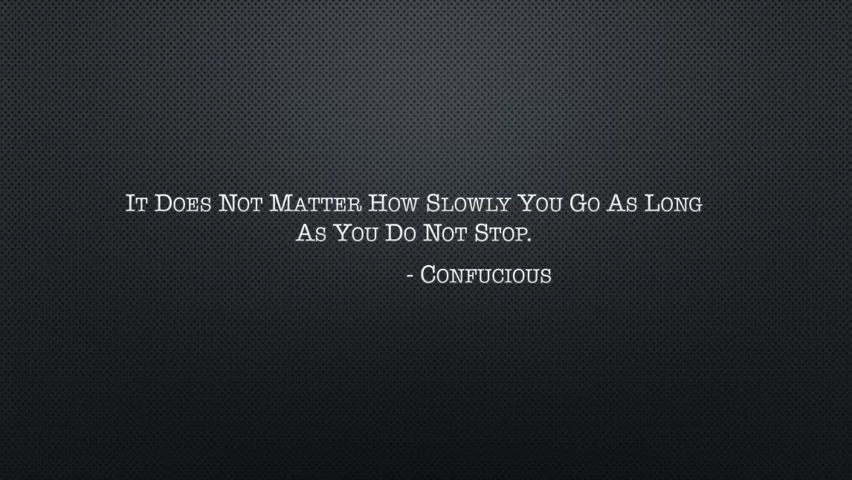 It Does Not Matter How Slowly You Go As Long
As You Do Not Stop.
- Confucious